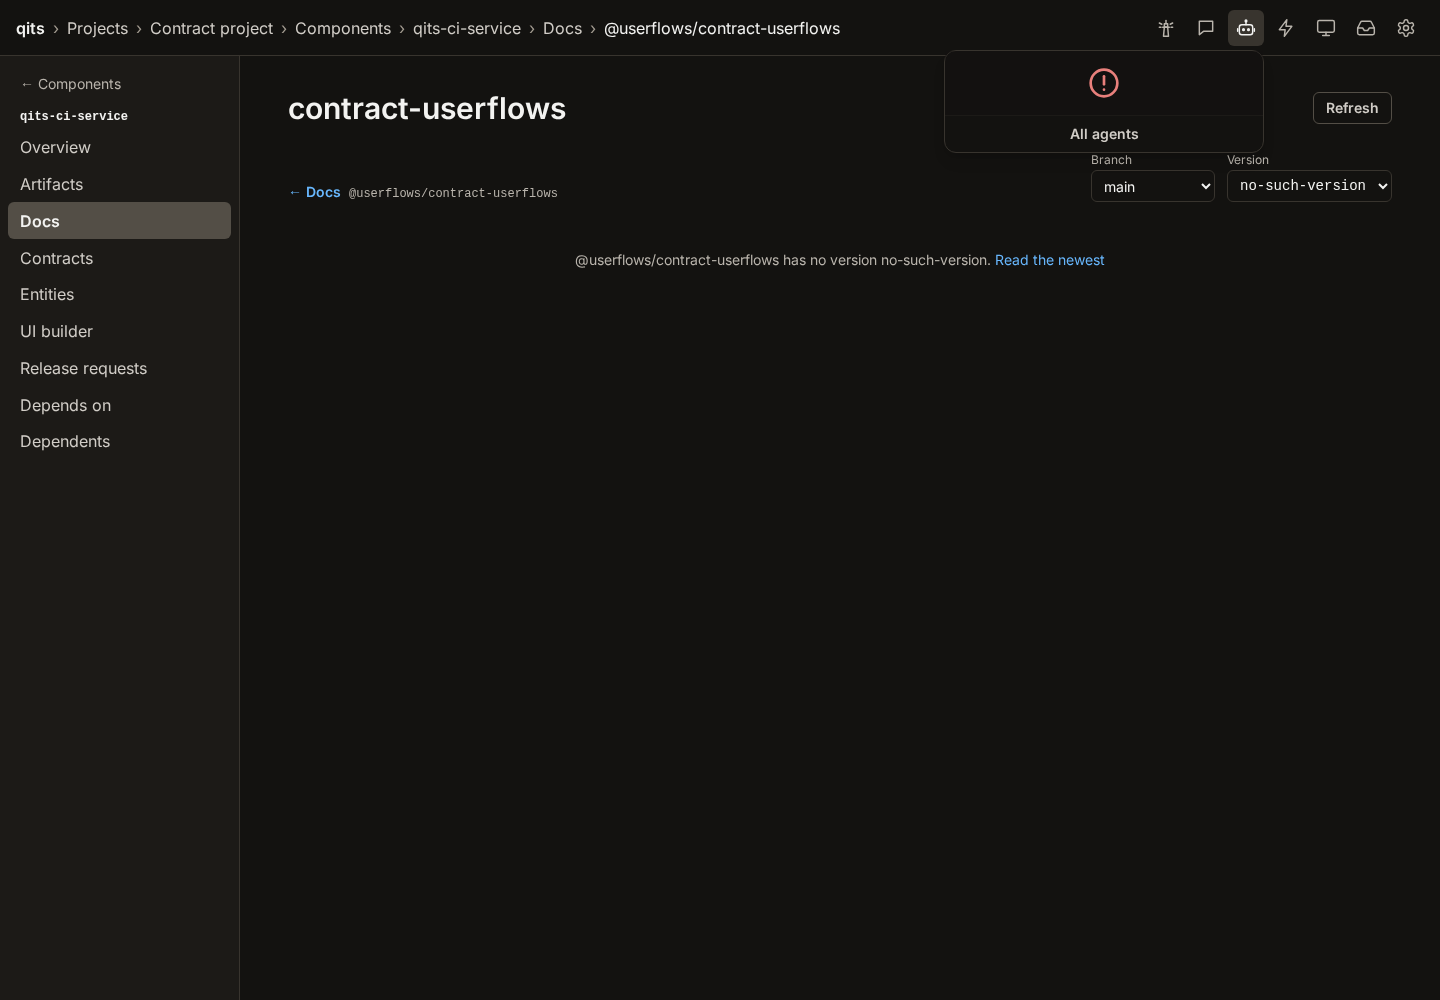 qits › Projects › Contract project › Components › qits-ci-service › Docs › @userflows/contract-userflows
← Components
qits-ci-service
Overview
Artifacts
Docs
Contracts
Entities
UI builder
Release requests
Depends on
Dependents
contract-userflows
All agents
Refresh
← Docs @userflows/contract-userflows
Branch
main
Version
no-such-version
@userflows/contract-userflows has no version no-such-version. Read the newest